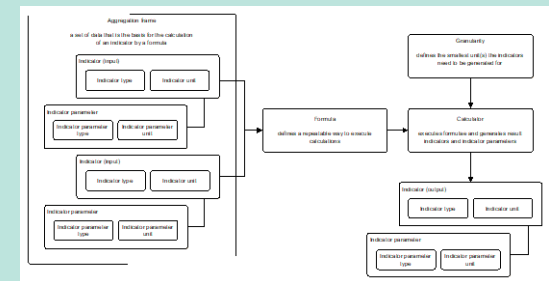 Aggregation frame
a set of data that is the basis for the calculation
of an indicator by a formula
Indicator (input)
Indicator type
Indicator unit
Indicator parameter
Indicator parameter
type
Indicator parameter
unit
Indicator (input)
Indicator type
Indicator unit
Indicator parameter
Indicator parameter
type
Indicator parameter
unit
Formula
defines a repeatable way to execute
calculations
Granularity
defines the smallest unit(s) the indicators
need to be generated for
Calculator
executes formulas and generates result
indicators and indicator parameters
Indicator (output)
Indicator type
Indicator unit
Indicator parameter
Indicator parameter
type
Indicator parameter
unit